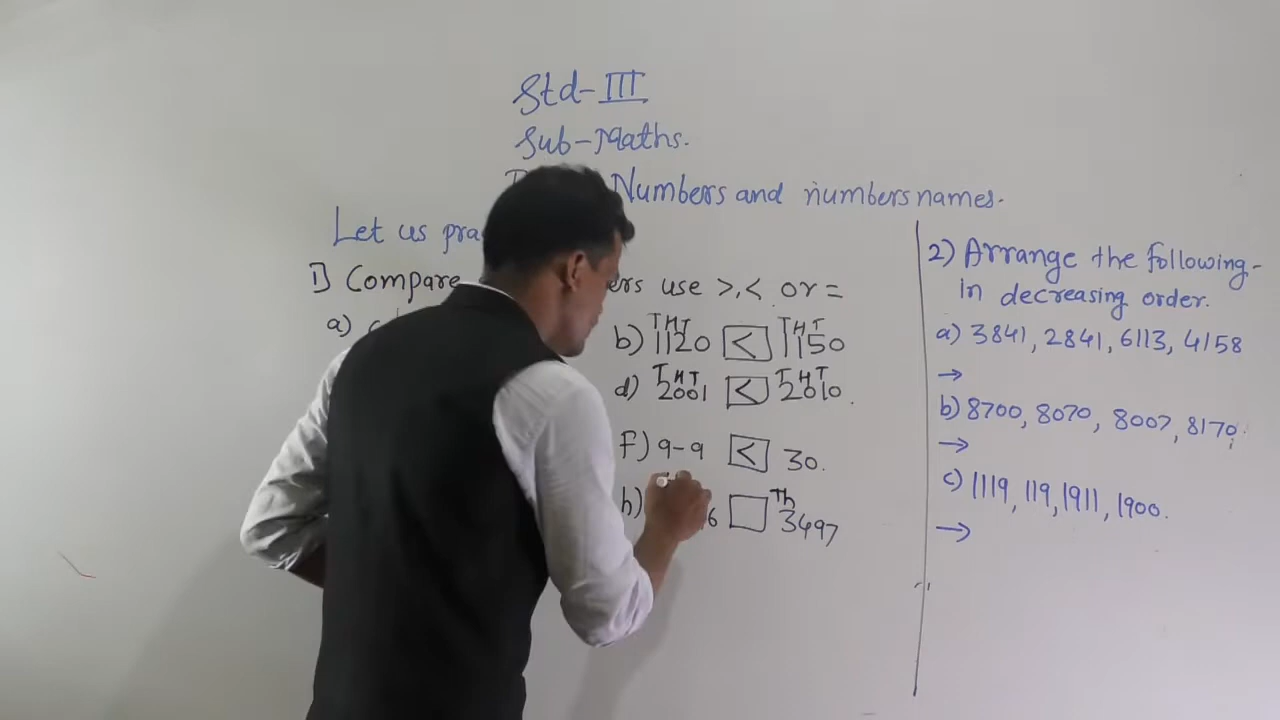 Std-III
Sub-Maths.
Numbers and numbers names.
Let us
1) Compare use >,< or =
a)
T H T T H T
b) 1120 < 1150
T H T T H T
d) 2001 < 2010.
f) 9-9 < 30.
Th
h) 6 3497
2) Arrange the following-
in decreasing order.
a) 3841, 2841, 6113, 4158
→
b) 8700, 8070, 8007, 8170.
→
c) 1119, 119, 1911, 1900.
→